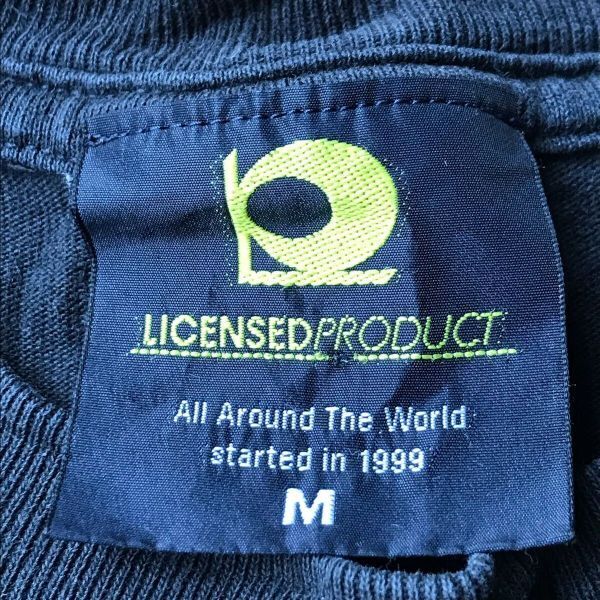 LICENSEDPRODUCT
All Around The World
started in 1999
M